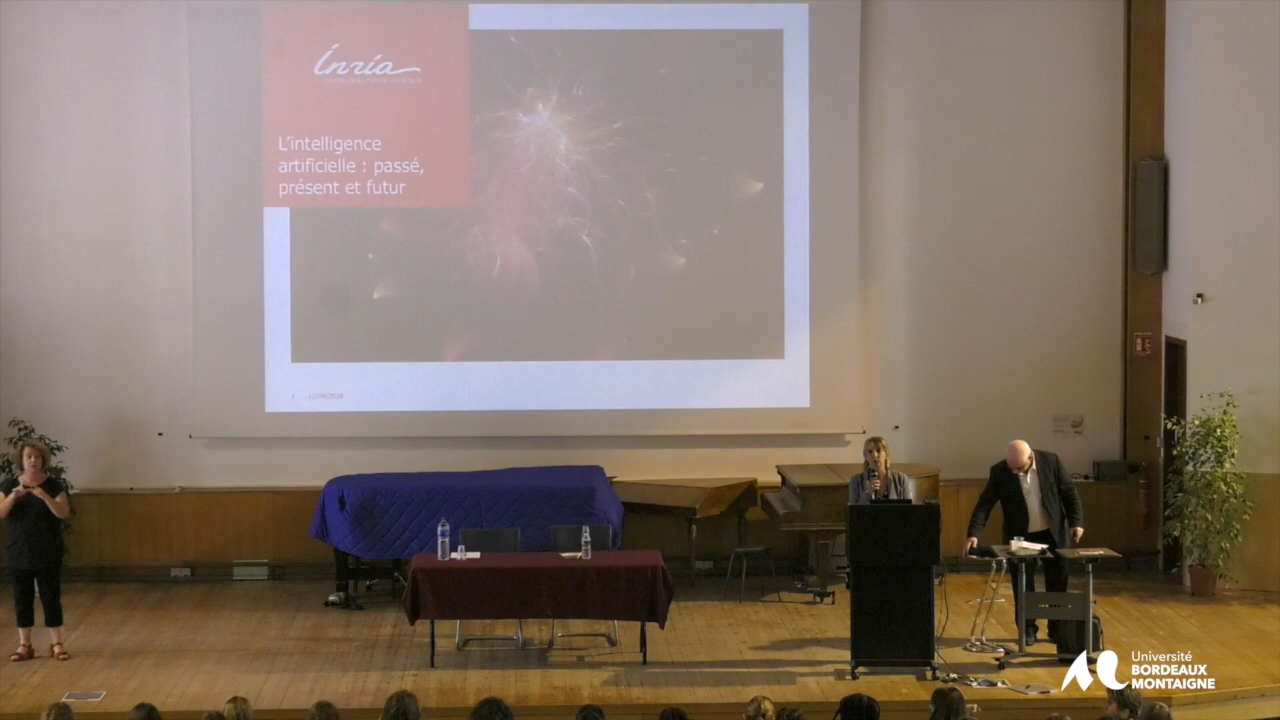 Inria
L'intelligence
artificielle : passé,
présent et futur
Université
BORDEAUX
MONTAIGNE